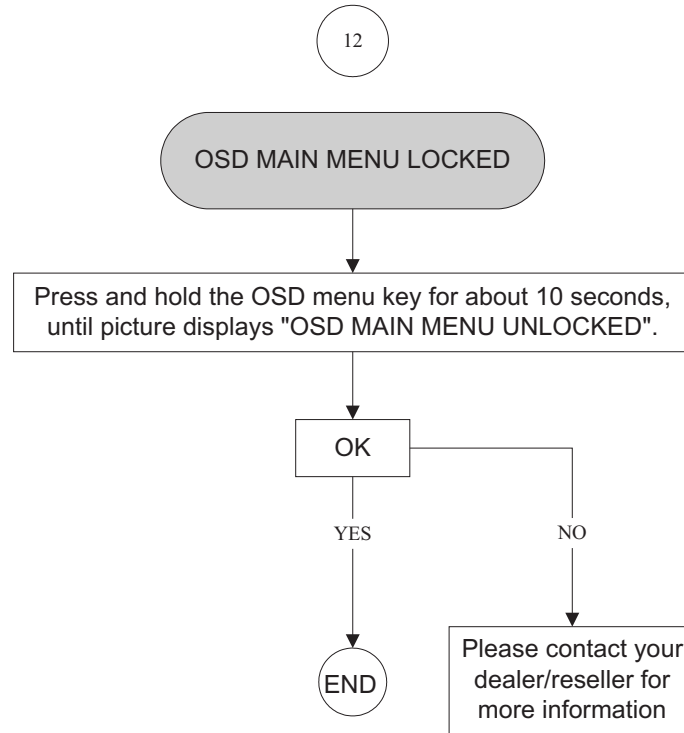 12
OSD MAIN MENU LOCKED
Press and hold the OSD menu key for about 10 seconds,
until picture displays "OSD MAIN MENU UNLOCKED".
OK
YES
NO
END
Please contact your
dealer/reseller for
more information